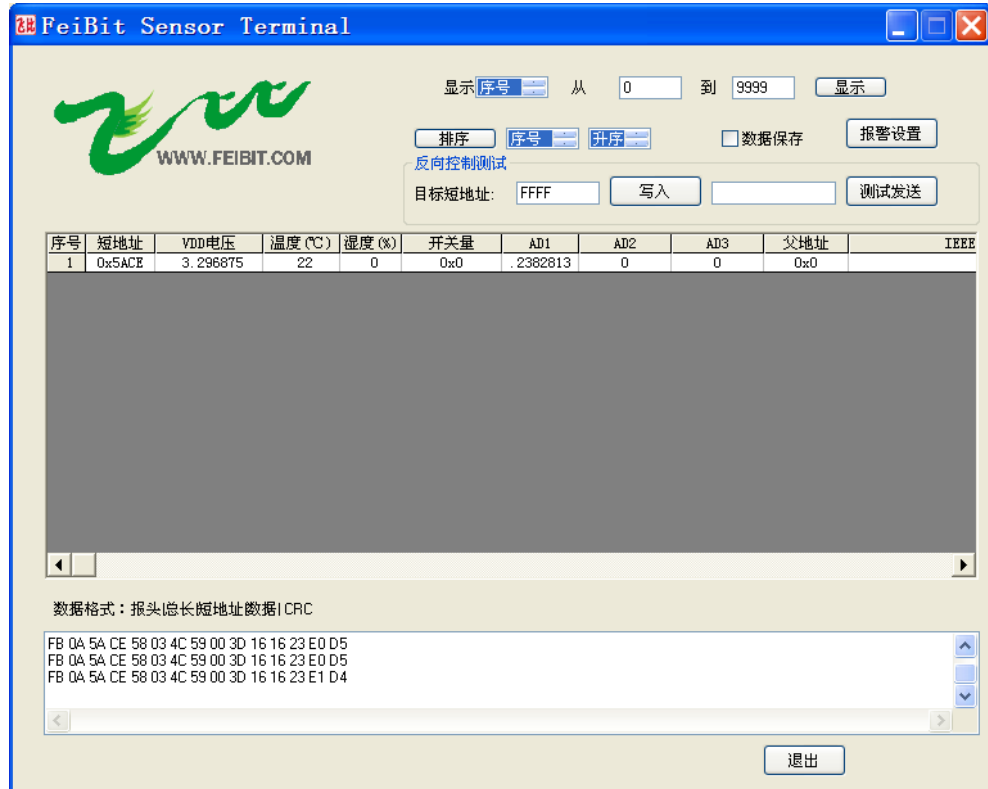 飞比 FeiBit Sensor Terminal
显示 序号 从 0 到 9999 显示
排序 序号 升序 数据保存 报警设置
WWW.FEIBIT.COM
反向控制测试
目标短地址: FFFF 写入 测试发送
序号 短地址 VDD电压 温度(℃) 湿度(%) 开关量 AD1 AD2 AD3 父地址 IEEE
1 0x5ACE 3.296875 22 0 0x0 .2382813 0 0 0x0
数据格式：报头|总长|短地址|数据|CRC
FB 0A 5A CE 58 03 4C 59 00 3D 16 16 23 E0 D5
FB 0A 5A CE 58 03 4C 59 00 3D 16 16 23 E0 D5
FB 0A 5A CE 58 03 4C 59 00 3D 16 16 23 E1 D4
退出